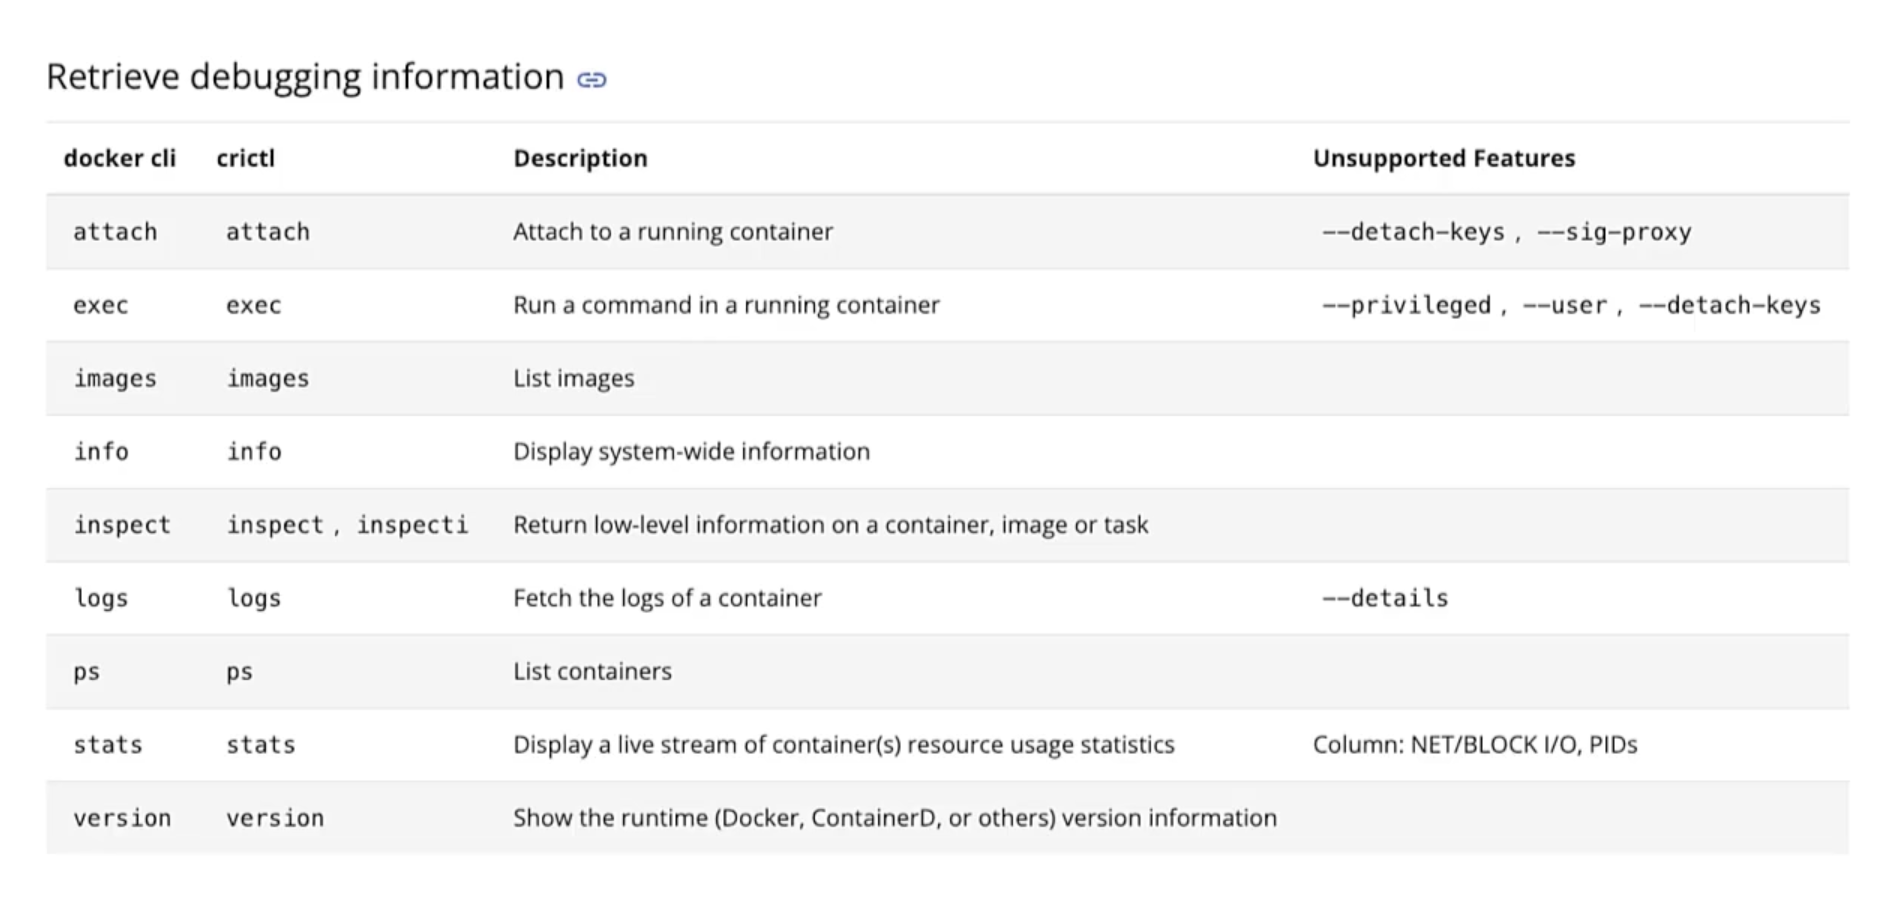 Retrieve debugging information
docker cli crictl Description Unsupported Features
attach attach Attach to a running container --detach-keys , --sig-proxy
exec exec Run a command in a running container --privileged , --user , --detach-keys
images images List images
info info Display system-wide information
inspect inspect , inspecti Return low-level information on a container, image or task
logs logs Fetch the logs of a container --details
ps ps List containers
stats stats Display a live stream of container(s) resource usage statistics Column: NET/BLOCK I/O, PIDs
version version Show the runtime (Docker, ContainerD, or others) version information